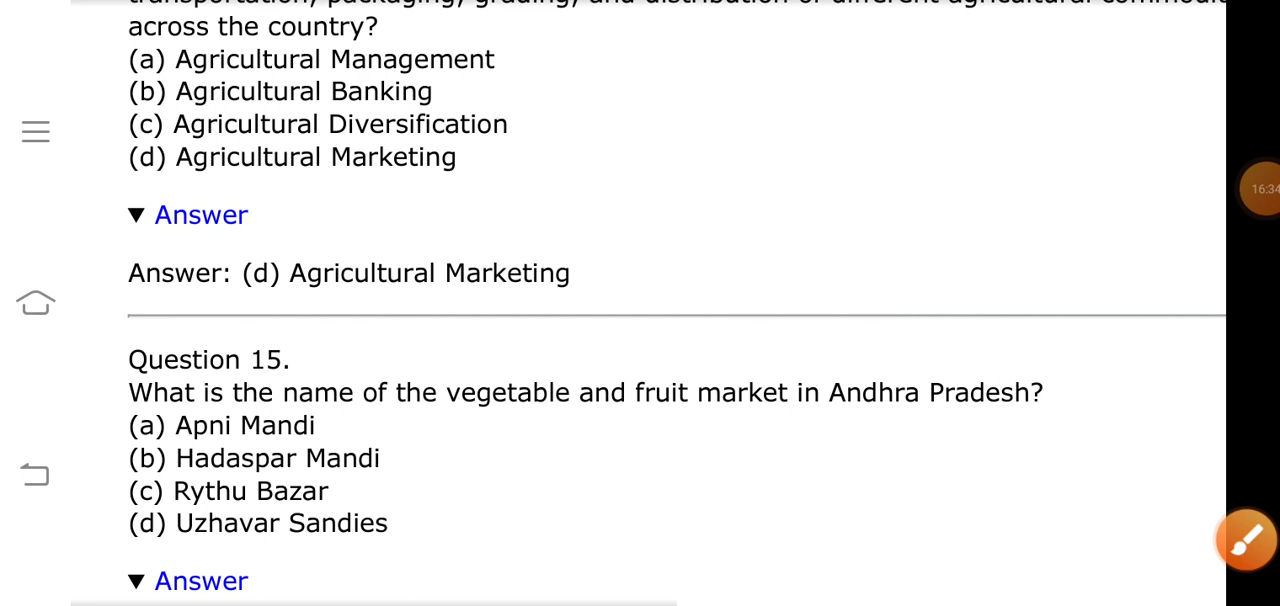 across the country?
(a) Agricultural Management
(b) Agricultural Banking
(c) Agricultural Diversification
(d) Agricultural Marketing
Answer
Answer: (d) Agricultural Marketing
Question 15.
What is the name of the vegetable and fruit market in Andhra Pradesh?
(a) Apni Mandi
(b) Hadaspar Mandi
(c) Rythu Bazar
(d) Uzhavar Sandies
Answer
16:34